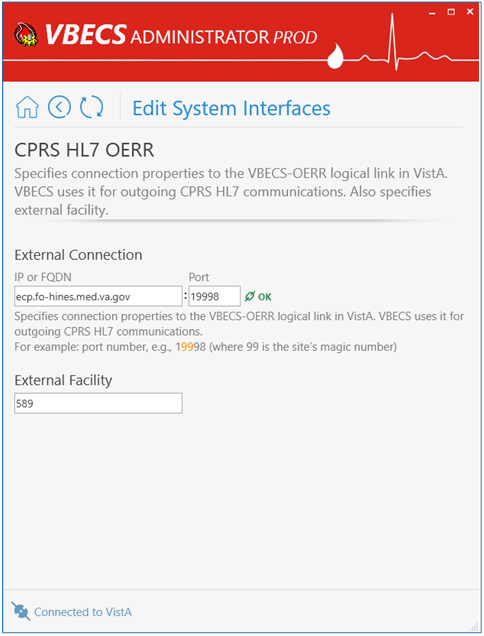 VBECS ADMINISTRATOR PROD
Edit System Interfaces
CPRS HL7 OERR
Specifies connection properties to the VBECS-OERR logical link in VistA.
VBECS uses it for outgoing CPRS HL7 communications. Also specifies
external facility.
External Connection
IP or FQDN Port
ecp.fo-hines.med.va.gov : 19998 OK
Specifies connection properties to the VBECS-OERR logical link in VistA. VBECS uses it for
outgoing CPRS HL7 communications.
For example: port number, e.g., 19998 (where 99 is the site's magic number)
External Facility
589
Connected to VistA